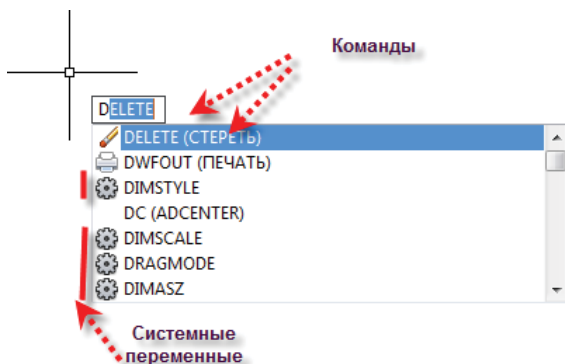 Команды
DELETE
DELETE (СТЕРЕТЬ)
DWFOUT (ПЕЧАТЬ)
DIMSTYLE
DC (ADCENTER)
DIMSCALE
DRAGMODE
DIMASZ
Системные
переменные